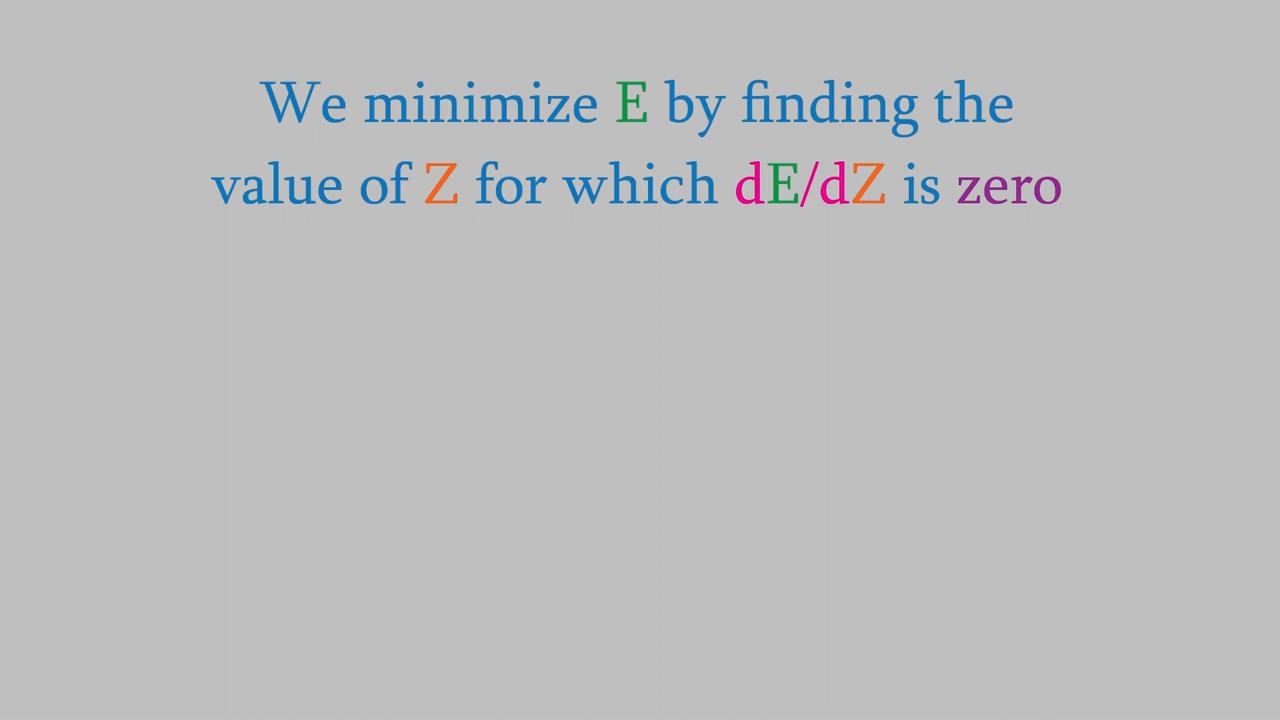 We minimize E by finding the
value of Z for which dE/dZ is zero